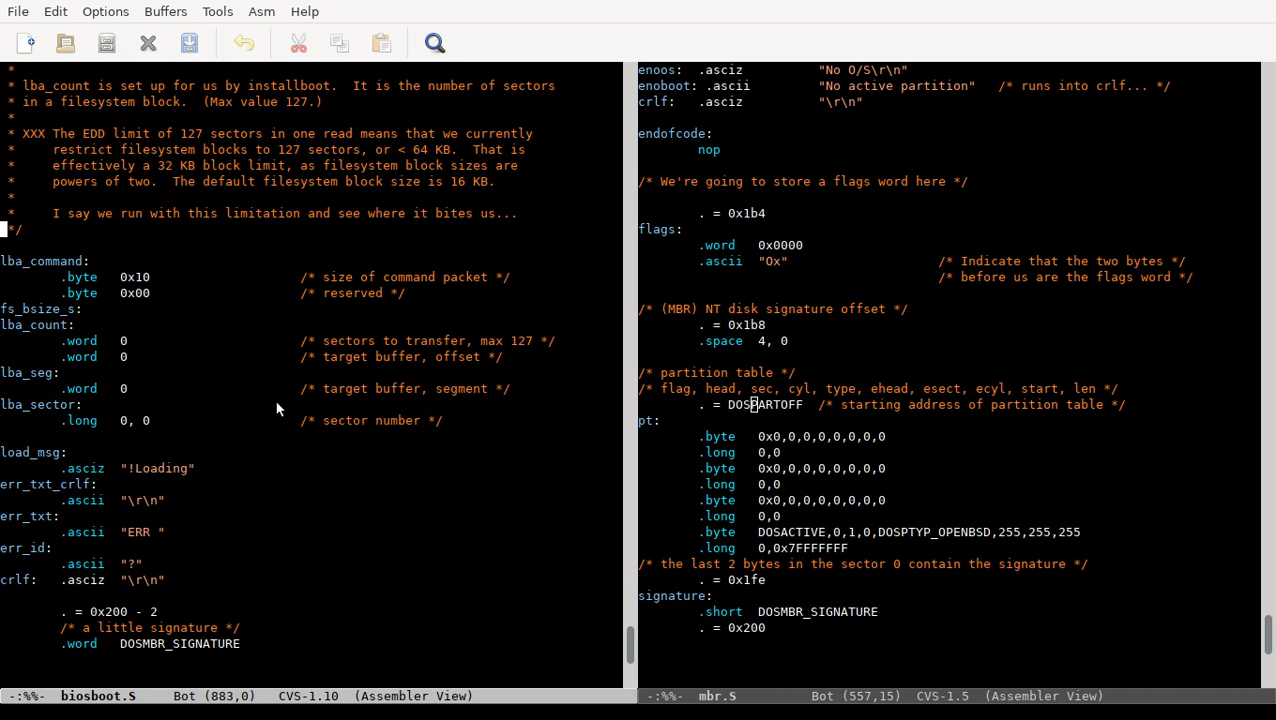 File Edit Options Buffers Tools Asm Help
 *
 * lba_count is set up for us by installboot.  It is the number of sectors
 * in a filesystem block.  (Max value 127.)
 *
 * XXX The EDD limit of 127 sectors in one read means that we currently
 *     restrict filesystem blocks to 127 sectors, or < 64 KB.  That is
 *     effectively a 32 KB block limit, as filesystem block sizes are
 *     powers of two.  The default filesystem block size is 16 KB.
 *
 *     I say we run with this limitation and see where it bites us...
 */
lba_command:
        .byte   0x10                    /* size of command packet */
        .byte   0x00                    /* reserved */
fs_bsize_s:
lba_count:
        .word   0                       /* sectors to transfer, max 127 */
        .word   0                       /* target buffer, offset */
lba_seg:
        .word   0                       /* target buffer, segment */
lba_sector:
        .long   0, 0                    /* sector number */
load_msg:
        .asciz  "!Loading"
err_txt_crlf:
        .ascii  "\r\n"
err_txt:
        .ascii  "ERR "
err_id:
        .ascii  "?"
crlf:   .asciz  "\r\n"
        . = 0x200 - 2
        /* a little signature */
        .word   DOSMBR_SIGNATURE
-:%%-  biosboot.S     Bot (883,0)    CVS-1.10  (Assembler View)
enoos:  .asciz          "No O/S\r\n"
enoboot: .ascii         "No active partition"   /* runs into crlf... */
crlf:   .asciz          "\r\n"
endofcode:
        nop
/* We're going to store a flags word here */
        . = 0x1b4
flags:
        .word   0x0000
        .ascii  "Ox"                    /* Indicate that the two bytes */
                                        /* before us are the flags word */
/* (MBR) NT disk signature offset */
        . = 0x1b8
        .space  4, 0
/* partition table */
/* flag, head, sec, cyl, type, ehead, esect, ecyl, start, len */
        . = DOSPARTOFF  /* starting address of partition table */
pt:
        .byte   0x0,0,0,0,0,0,0,0
        .long   0,0
        .byte   0x0,0,0,0,0,0,0,0
        .long   0,0
        .byte   0x0,0,0,0,0,0,0,0
        .long   0,0
        .byte   DOSACTIVE,0,1,0,DOSPTYP_OPENBSD,255,255,255
        .long   0,0x7FFFFFFF
/* the last 2 bytes in the sector 0 contain the signature */
        . = 0x1fe
signature:
        .short  DOSMBR_SIGNATURE
        . = 0x200
-:%%-  mbr.S          Bot (557,15)   CVS-1.5  (Assembler View)